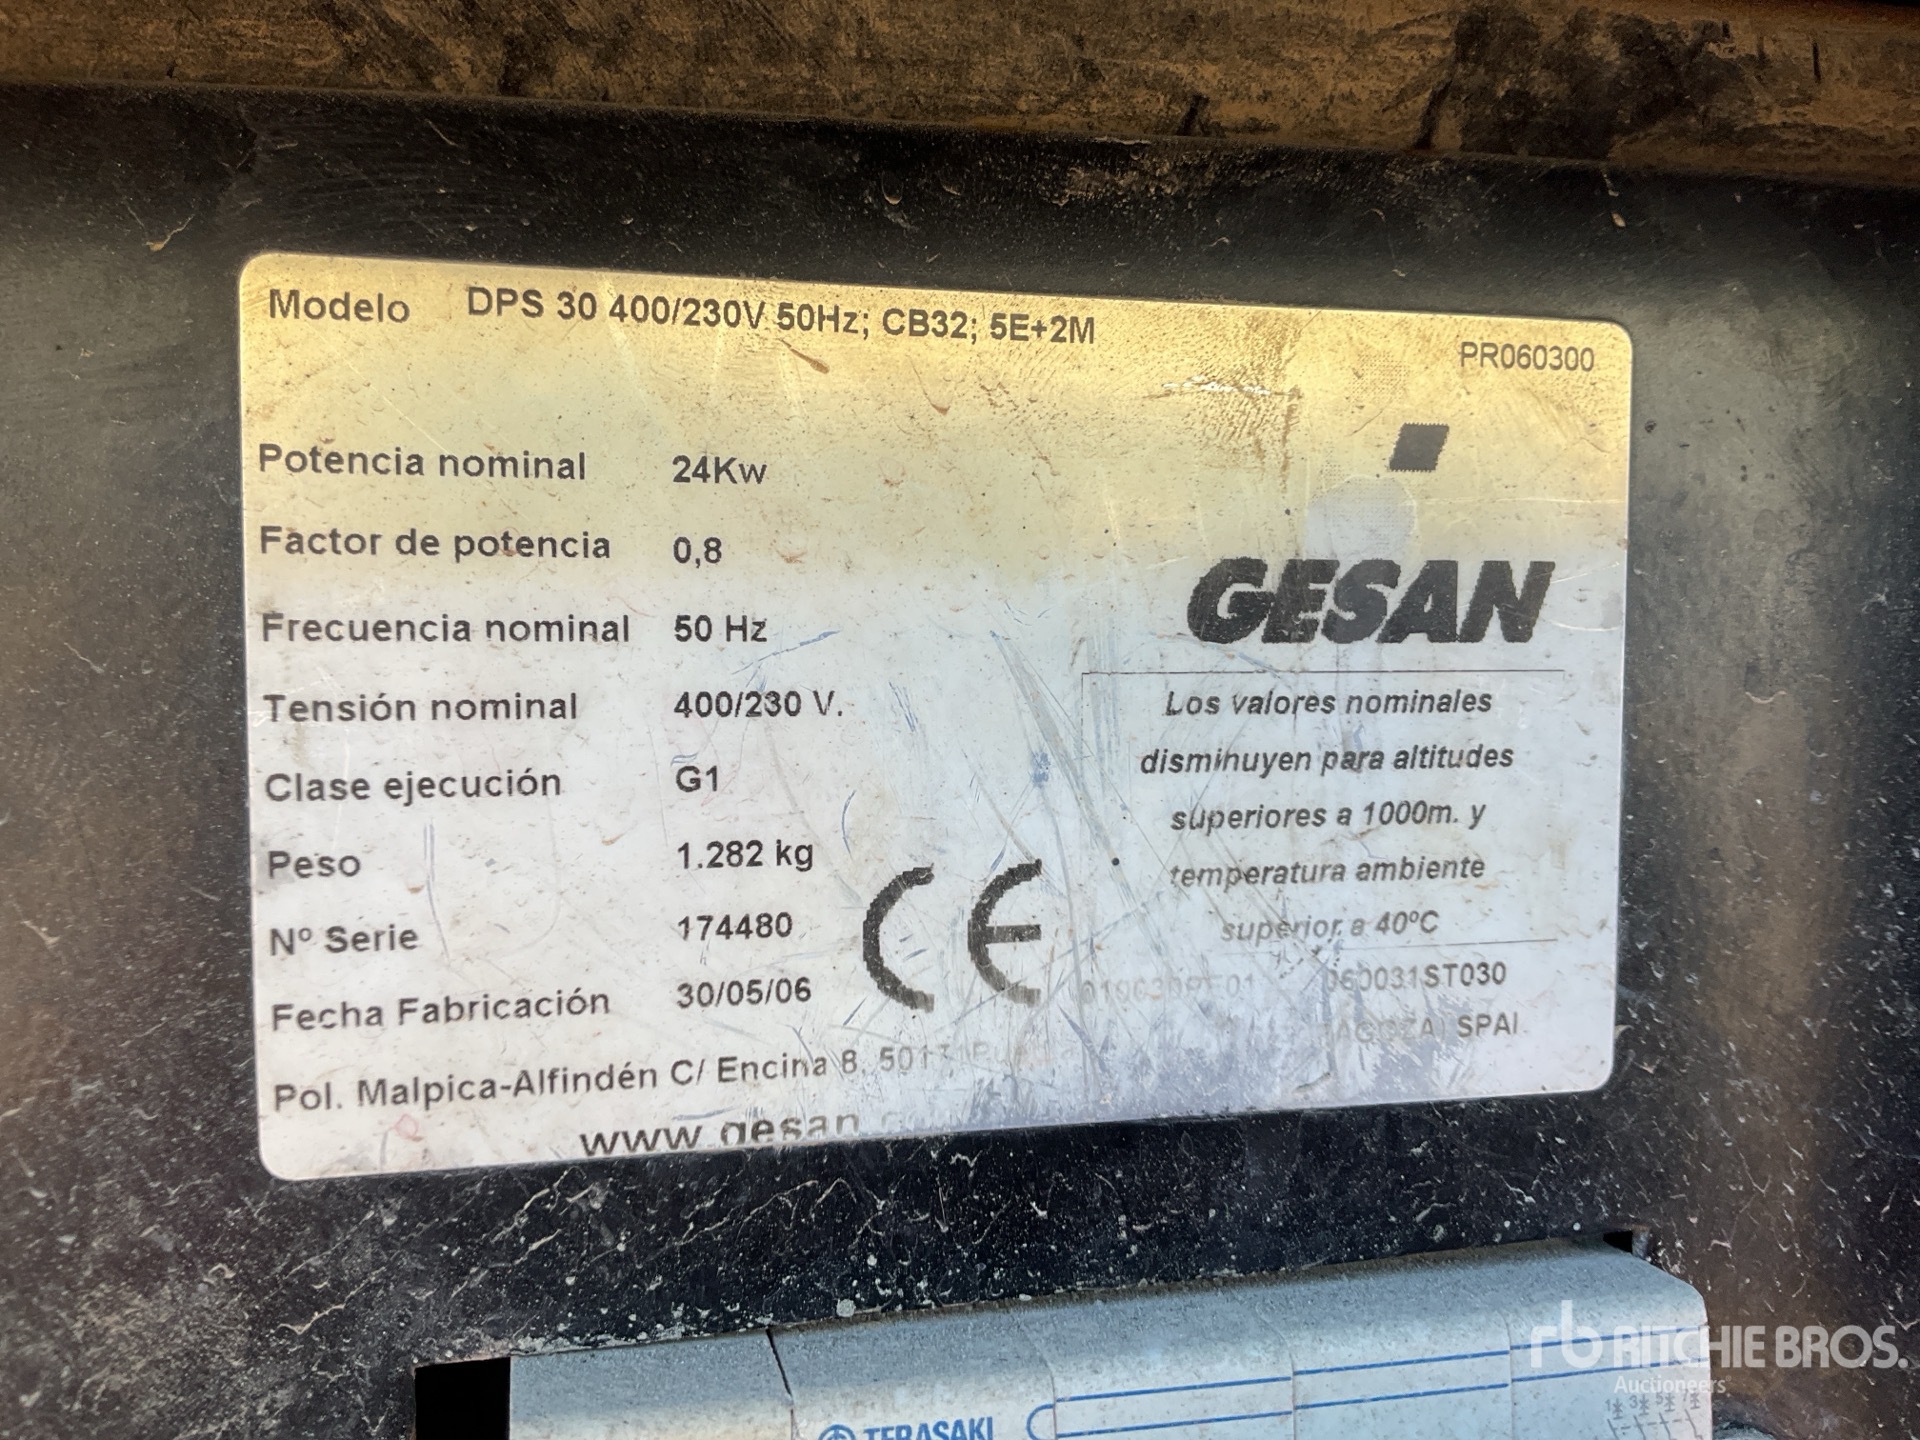 Modelo DPS 30 400/230V 50Hz; CB32; 5E+2M
PR060300
Potencia nominal 24Kw
Factor de potencia 0,8
Frecuencia nominal 50 Hz
Tensión nominal 400/230 V.
Clase ejecución G1
Peso 1.282 kg
Nº Serie 174480
Fecha Fabricación 30/05/06
CE
GESAN
Los valores nominales
disminuyen para altitudes
superiores a 1000m. y
temperatura ambiente
superior a 40ºC
060031ST030
Pol. Malpica-Alfindén C/ Encina 8, SPAI
www.gesan
TERASAKI
rb RITCHIE BROS.
Auctioneers